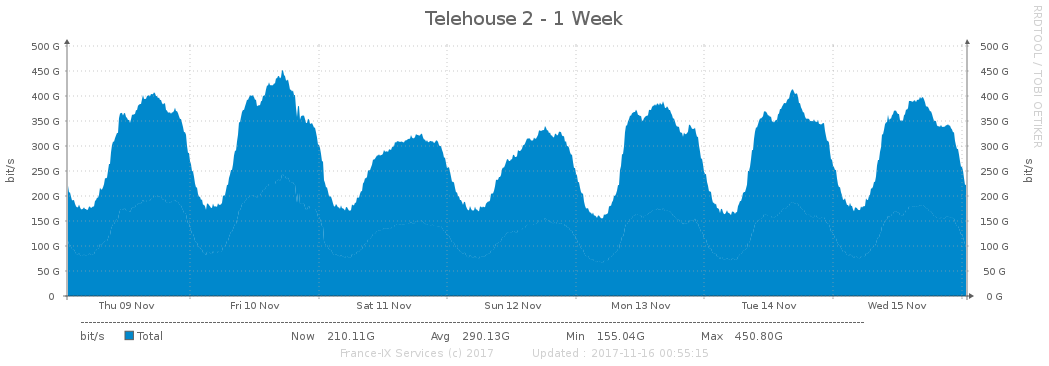 Telehouse 2 - 1 Week
RRDTOOL / TOBI OETIKER
500 G 500 G
450 G 450 G
400 G 400 G
350 G 350 G
300 G 300 G
250 G 250 G
200 G 200 G
150 G 150 G
100 G 100 G
50 G 50 G
0 0 G
bit/s
bit/s
Thu 09 Nov Fri 10 Nov Sat 11 Nov Sun 12 Nov Mon 13 Nov Tue 14 Nov Wed 15 Nov
bit/s Total Now 210.11G Avg 290.13G Min 155.04G Max 450.80G
France-IX Services (c) 2017 Updated : 2017-11-16 00:55:15